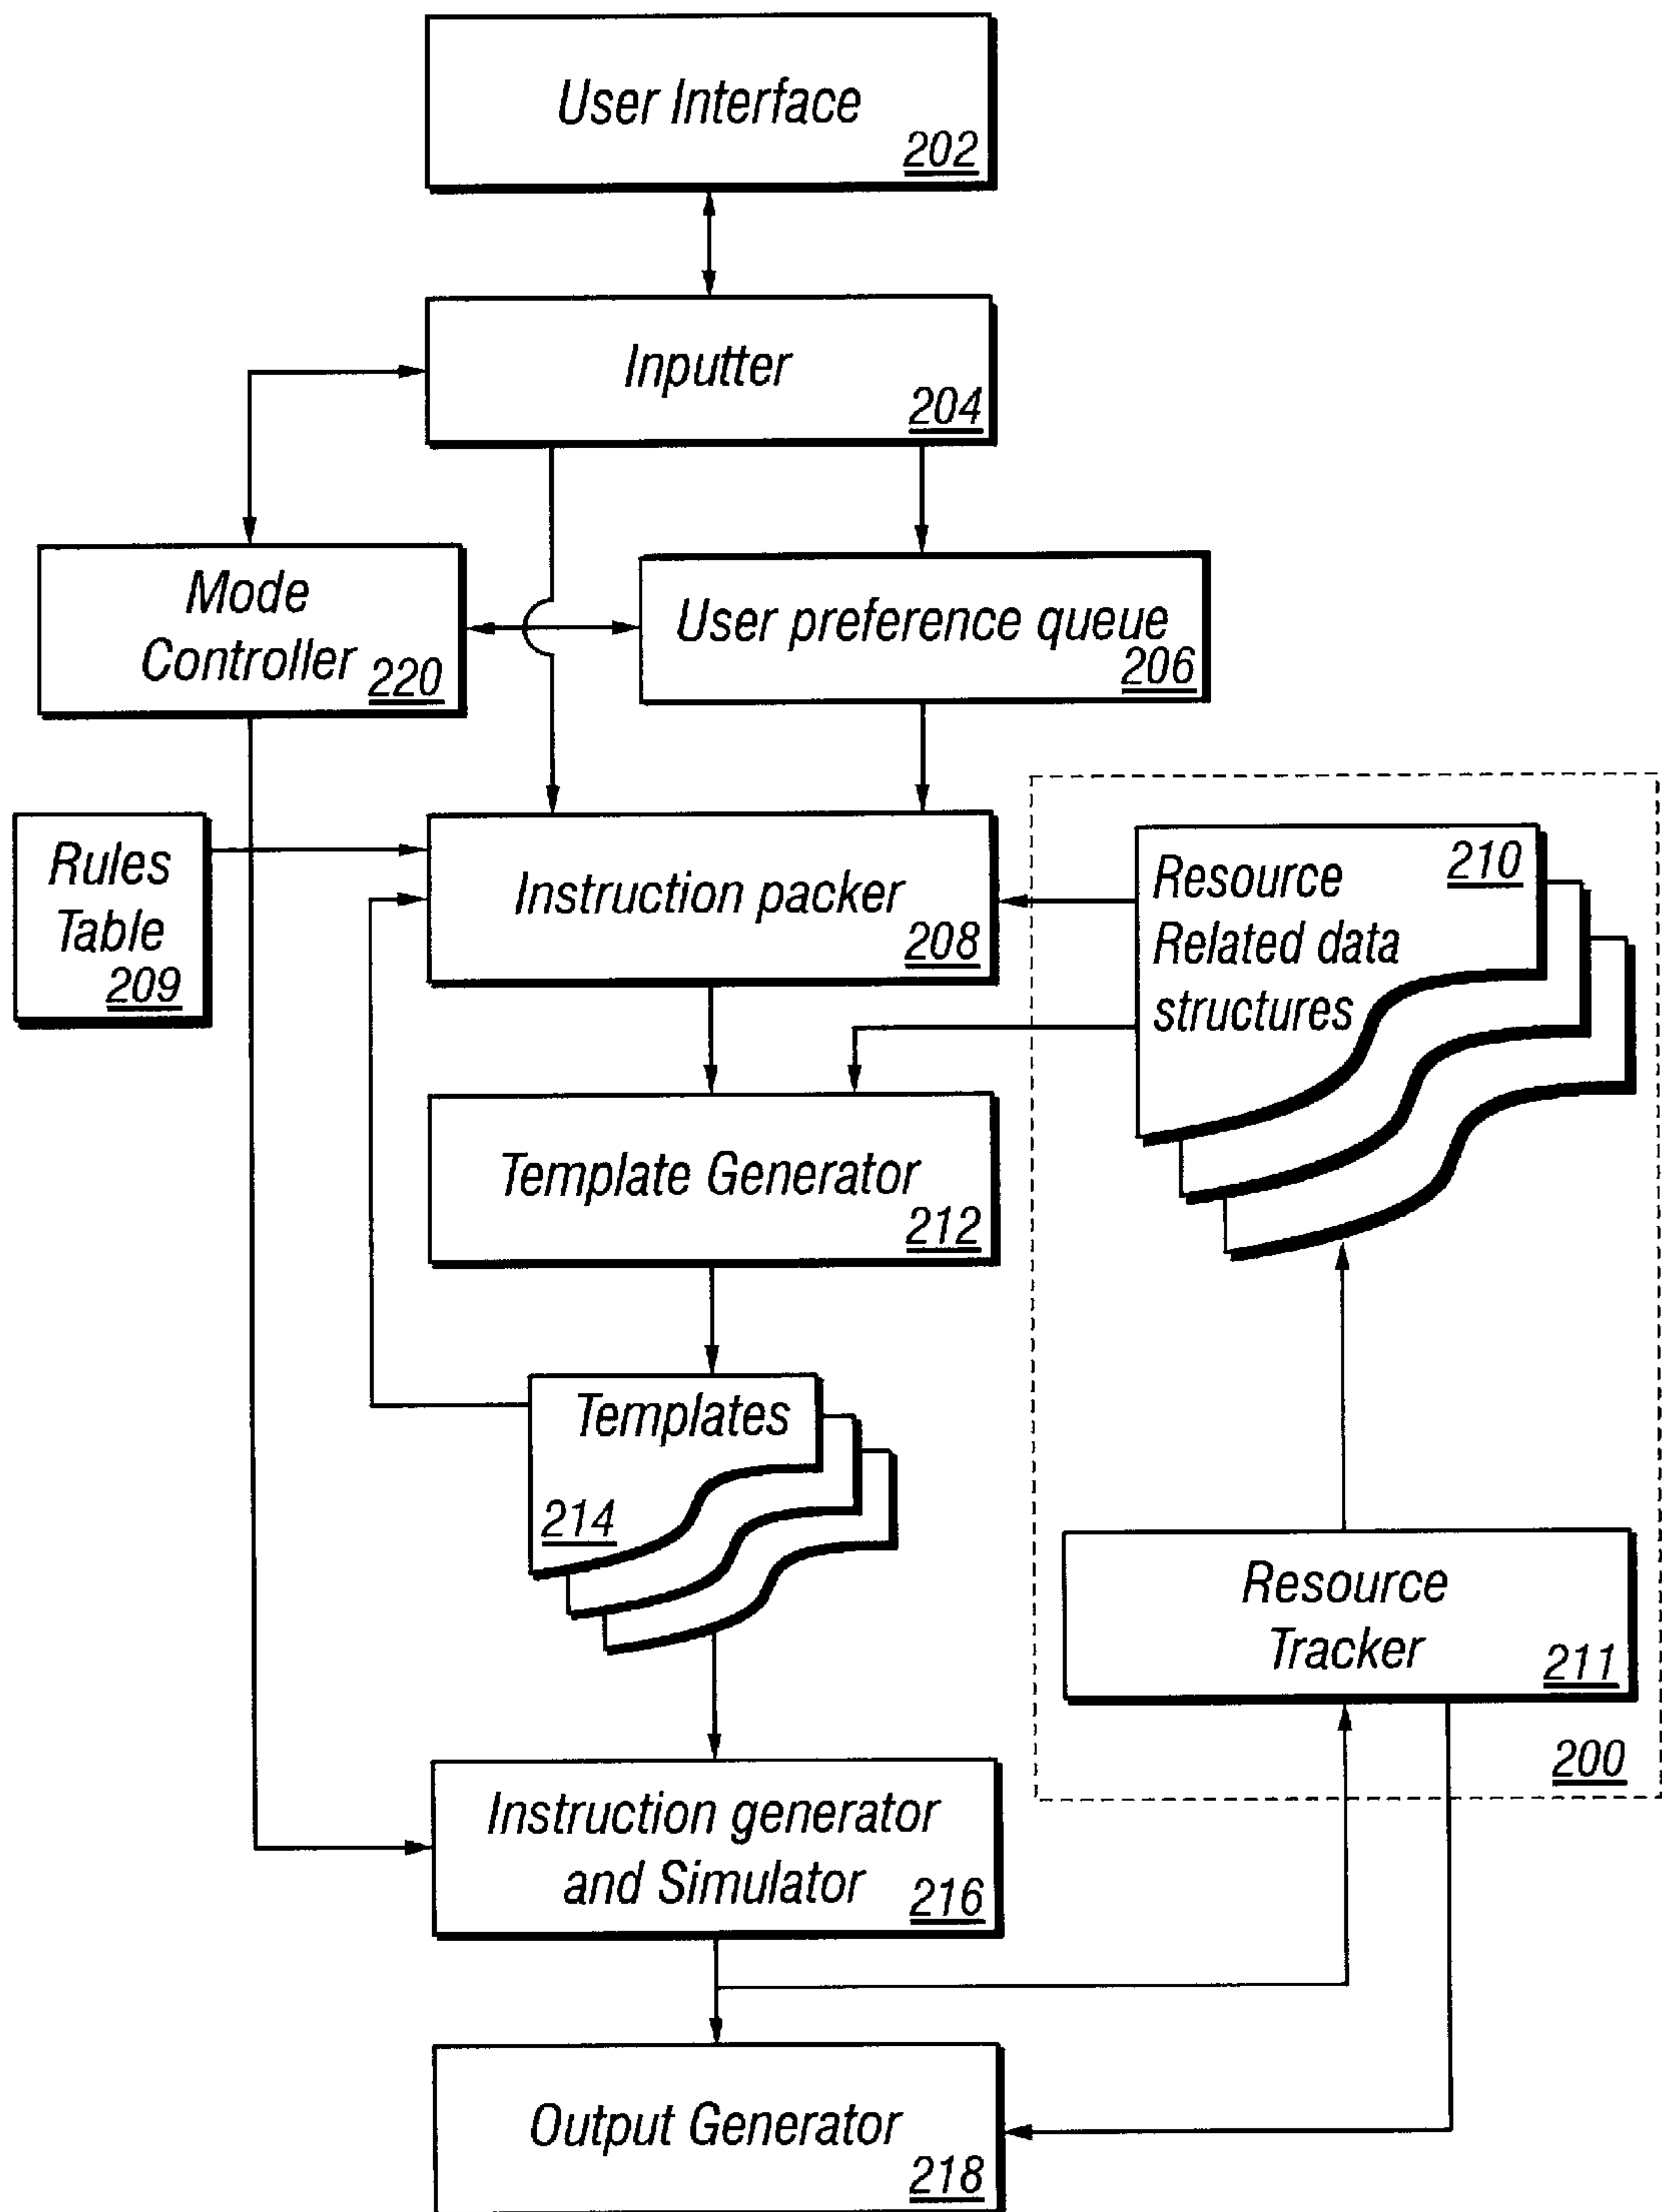 User Interface
202
Inputter
204
Mode
Controller 220
User preference queue
206
Rules
Table
209
Instruction packer
208
Resource
Related data
structures
210
Template Generator
212
Templates
214
Resource
Tracker
211
200
Instruction generator
and Simulator
216
Output Generator
218